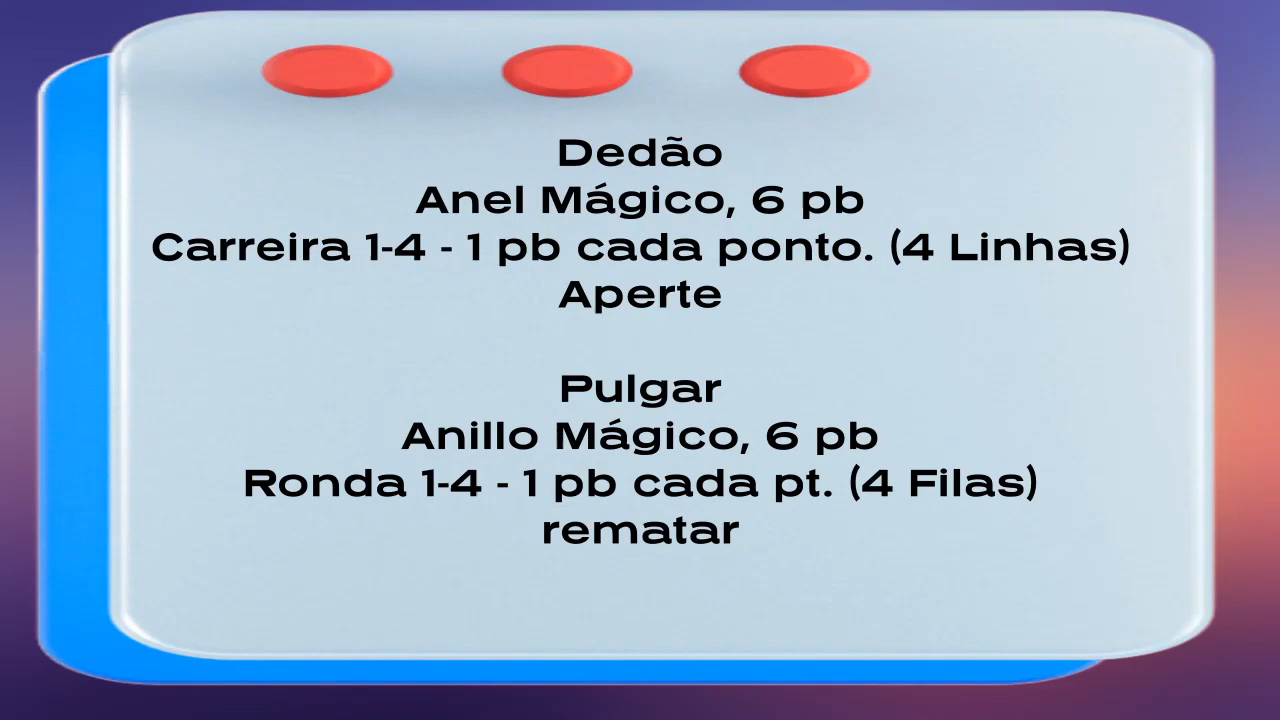 Dedão
Anel Mágico, 6 pb
Carreira 1-4 - 1 pb cada ponto. (4 Linhas)
Aperte
Pulgar
Anillo Mágico, 6 pb
Ronda 1-4 - 1 pb cada pt. (4 Filas)
rematar